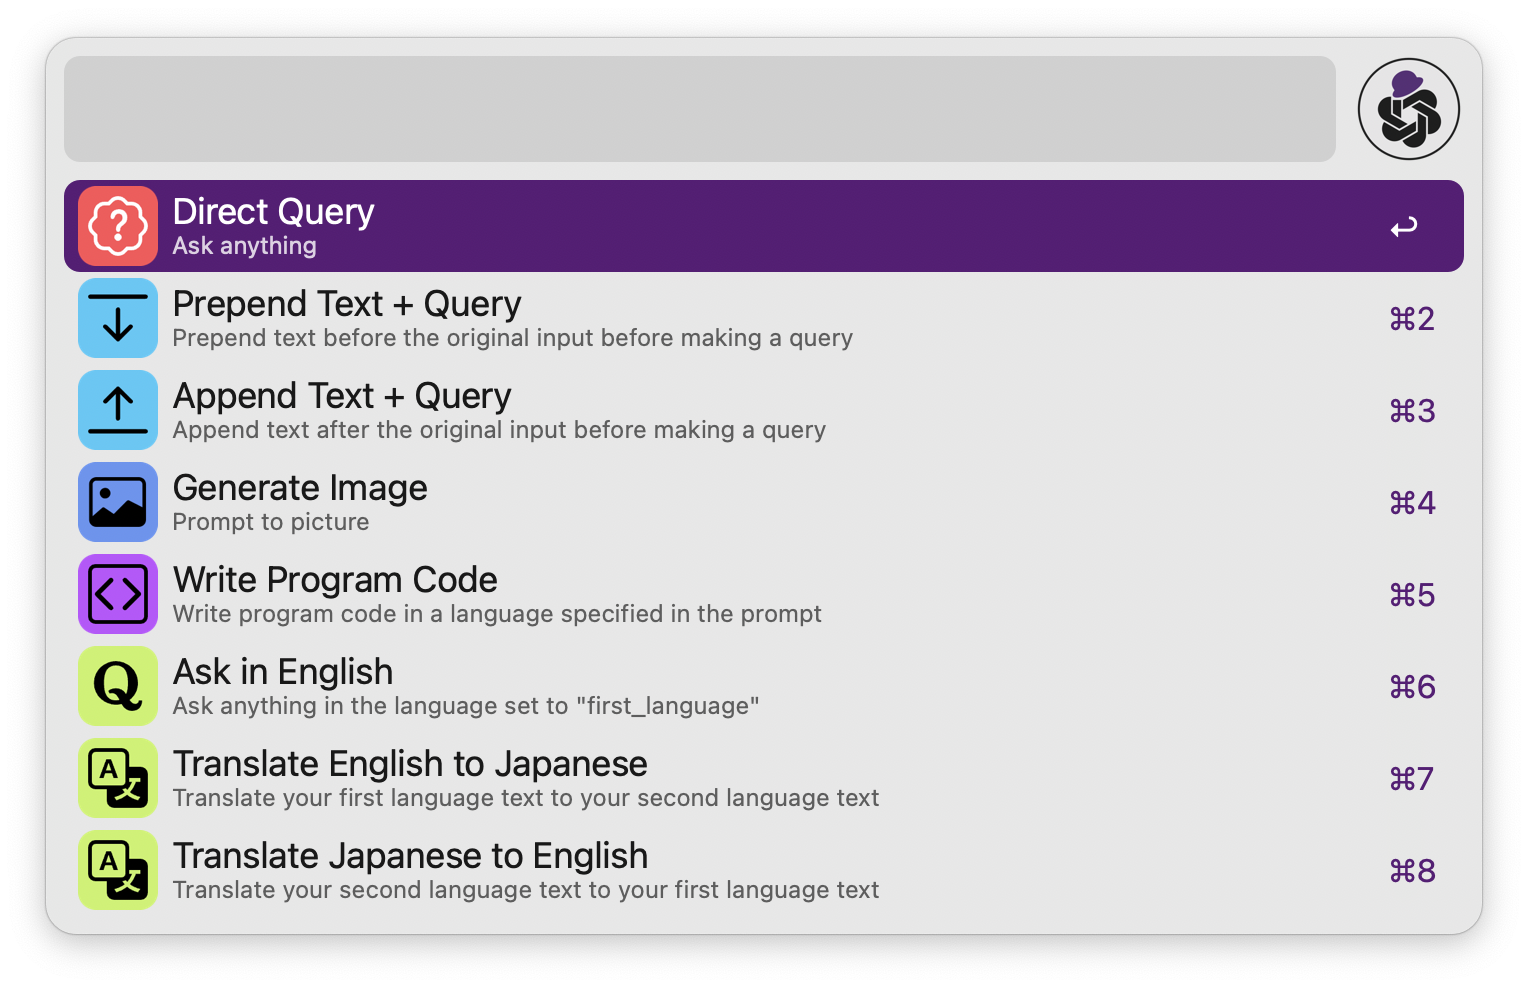 Direct Query
Ask anything
Prepend Text + Query
⌘2
Prepend text before the original input before making a query
Append Text + Query
⌘3
Append text after the original input before making a query
Generate Image
⌘4
Prompt to picture
Write Program Code
⌘5
Write program code in a language specified in the prompt
Q
Ask in English
⌘6
Ask anything in the language set to "first_language"
A
文
Translate English to Japanese
⌘7
Translate your first language text to your second language text
A
文
Translate Japanese to English
⌘8
Translate your second language text to your first language text